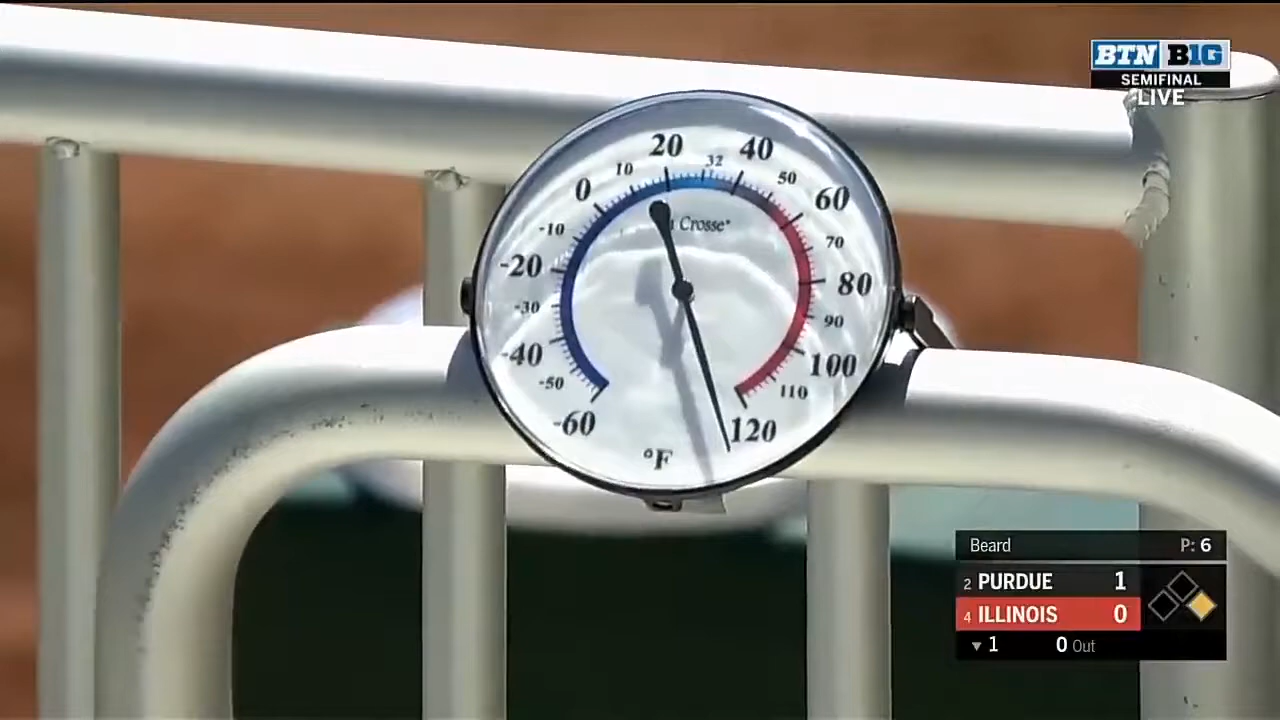 BTN B1G
SEMIFINAL
LIVE
-60
-50
-40
-30
-20
-10
0
10
20
32
40
50
60
70
80
90
100
110
120
Crosse
°F
Beard P: 6
2 PURDUE 1
4 ILLINOIS 0
▼ 1 0 Out